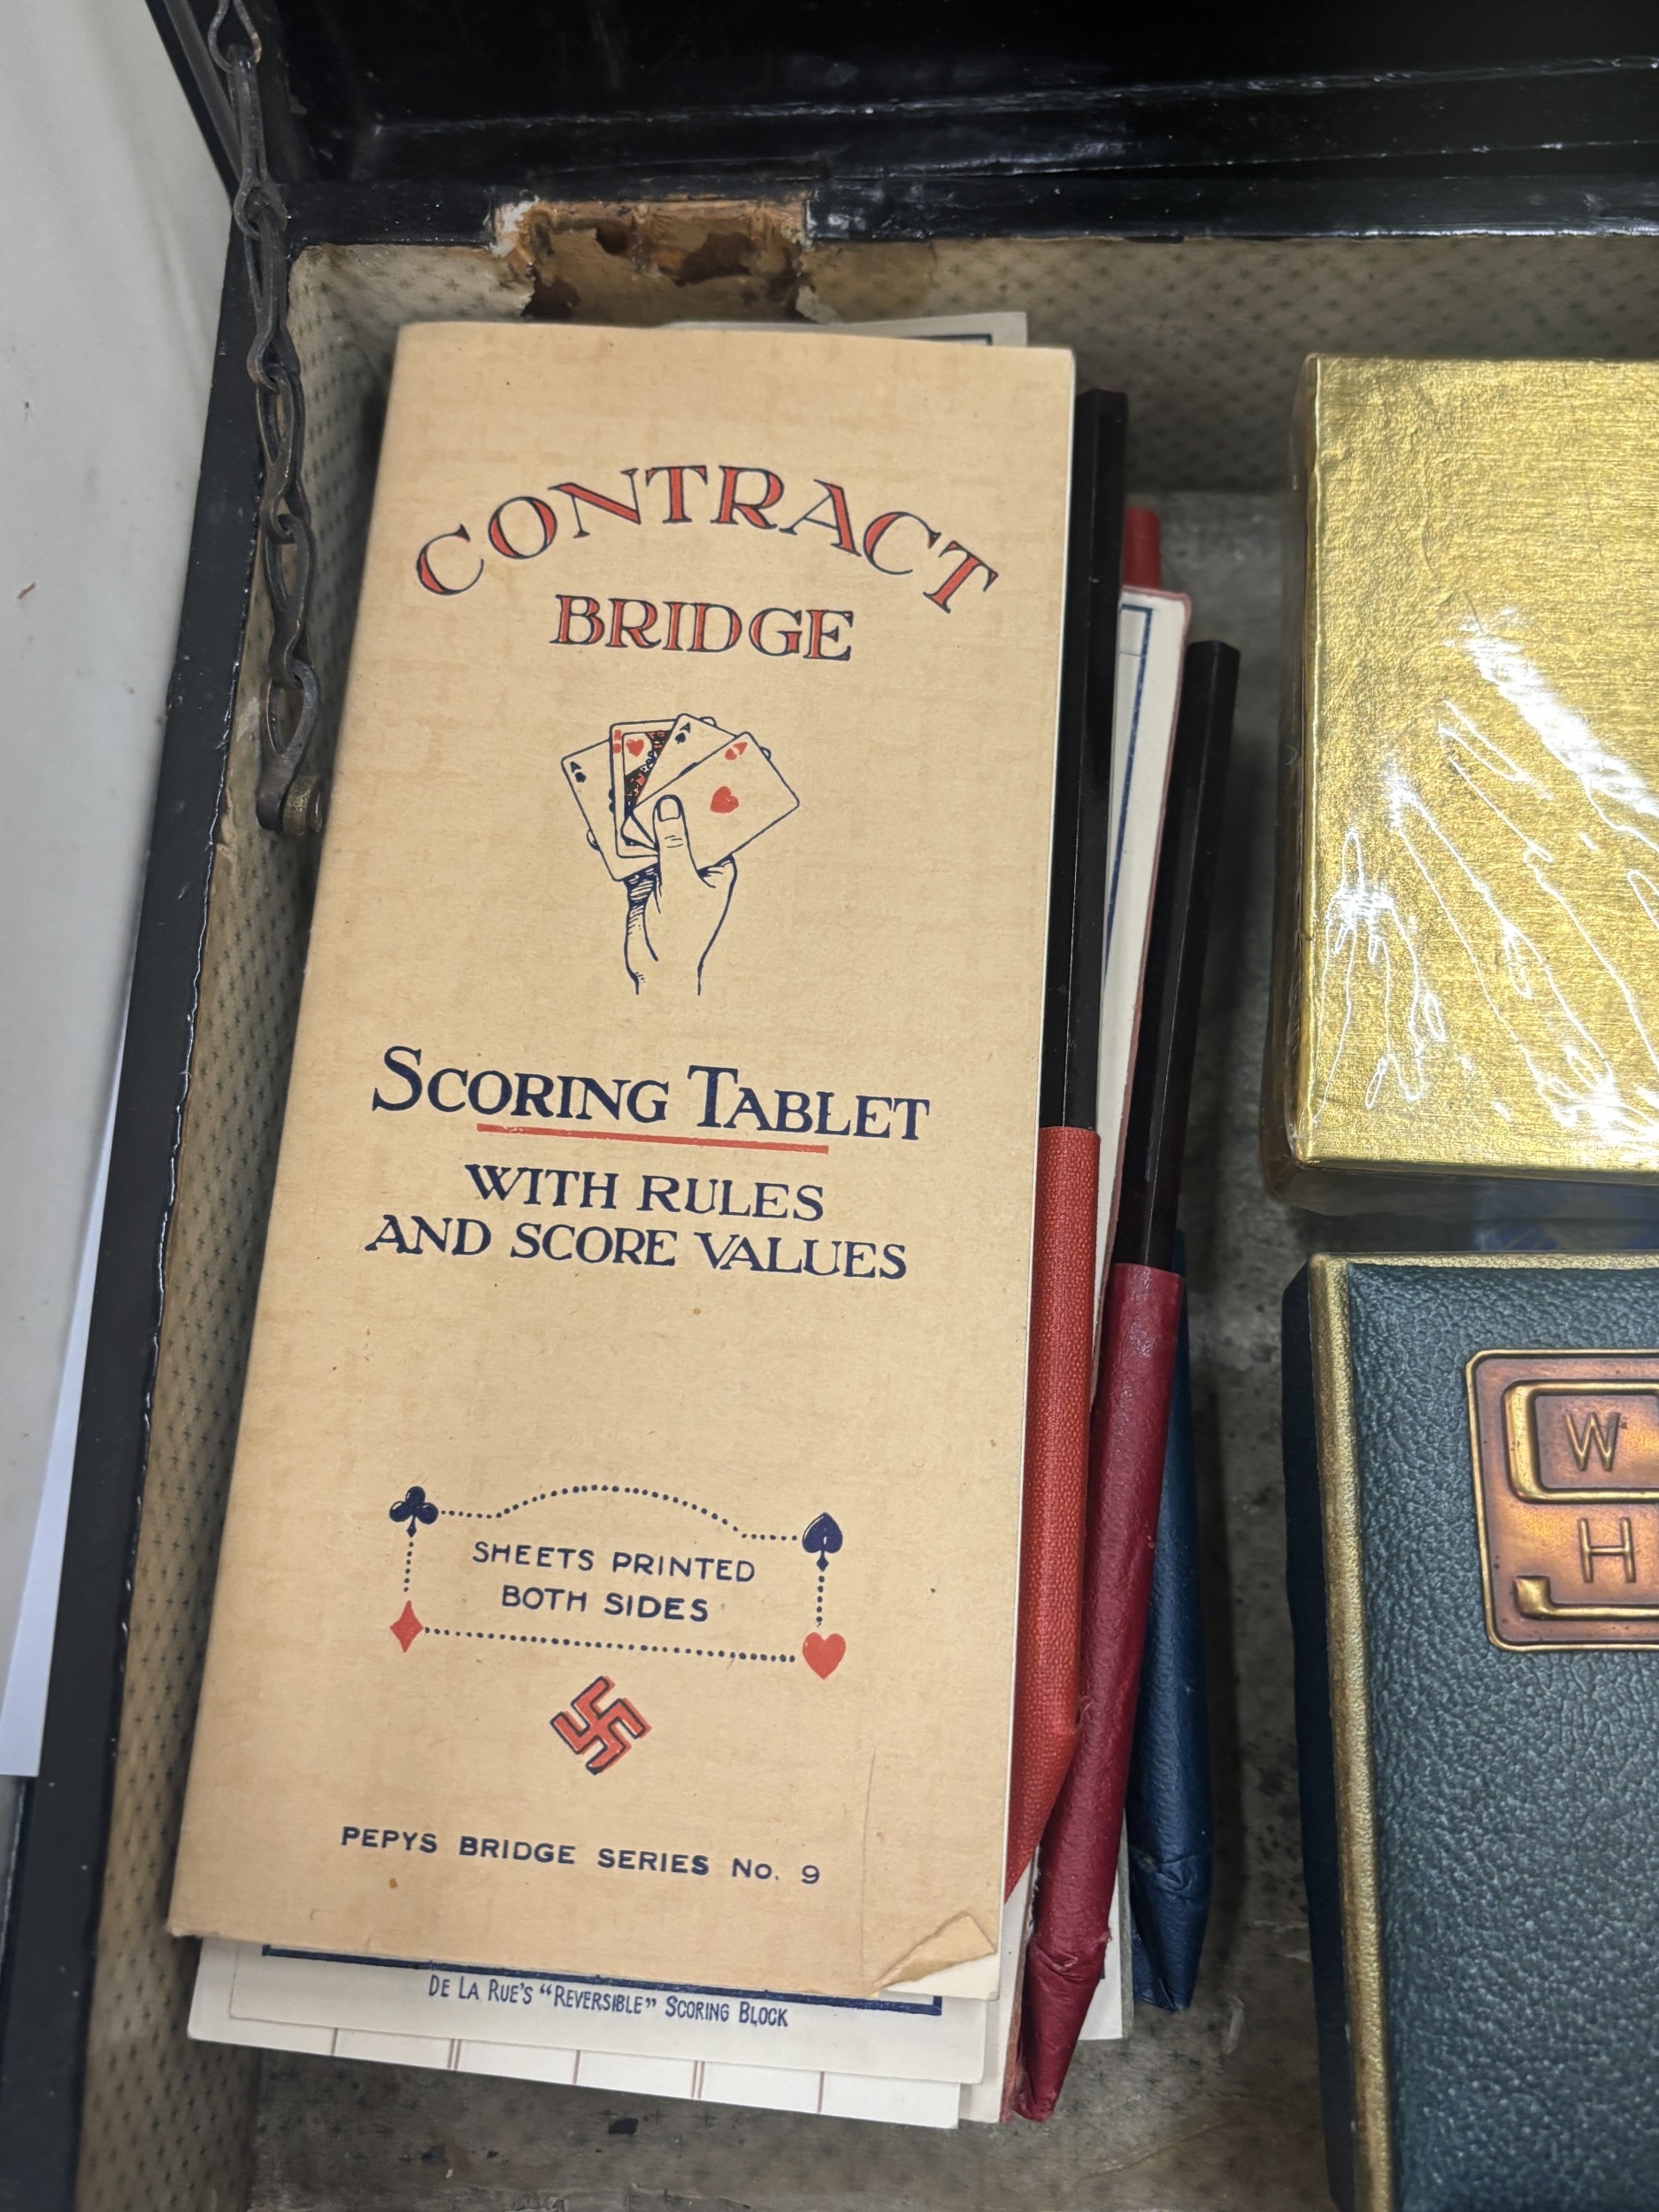 CONTRACT
BRIDGE
A
A
A
SCORING TABLET
WITH RULES
AND SCORE VALUES
SHEETS PRINTED
BOTH SIDES
PEPYS BRIDGE SERIES No. 9
DE LA RUE'S "REVERSIBLE" SCORING BLOCK
W
H